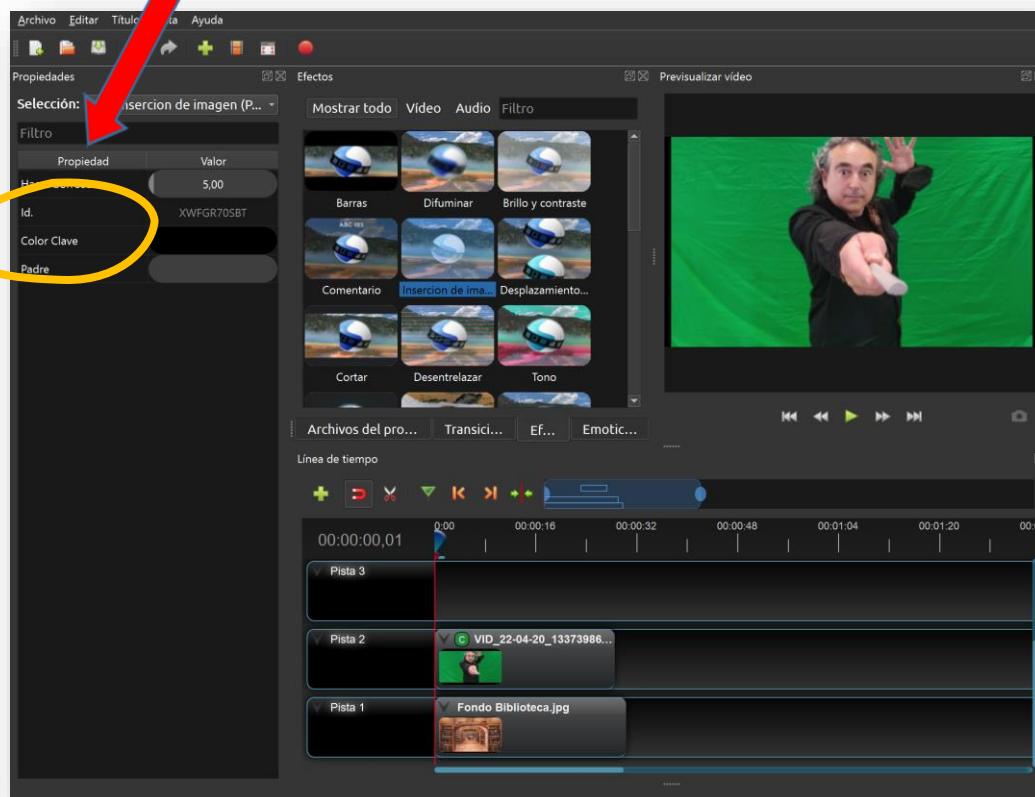 Archivo Editar Título Ayuda
Propiedades
Efectos
Previsualizar vídeo
Selección:
nsercion de imagen (P...
Mostrar todo Vídeo Audio Filtro
Filtro
Propiedad Valor
5,00
Id. XWFGR70SBT
Color Clave
Padre
Barras Difuminar Brillo y contraste
Comentario Insercion de ima... Desplazamiento...
Cortar Desentrelazar Tono
Archivos del pro... Transici... Ef... Emotic...
Línea de tiempo
0:00 00:00:16 00:00:32 00:00:48 00:01:04 00:01:20 00:
00:00:00,01
Pista 3
Pista 2
C VID_22-04-20_13373986...
Pista 1
Fondo Biblioteca.jpg